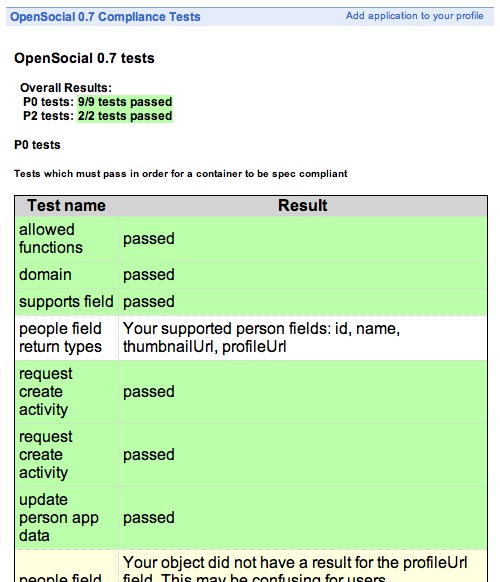 OpenSocial 0.7 Compliance Tests Add application to your profile
OpenSocial 0.7 tests
Overall Results:
P0 tests: 9/9 tests passed
P2 tests: 2/2 tests passed
P0 tests
Tests which must pass in order for a container to be spec compliant
Test name Result
allowed
functions passed
domain passed
supports field passed
people field
return types
Your supported person fields: id, name,
thumbnailUrl, profileUrl
request
create
activity
passed
request
create
activity
passed
update
person app
data
passed
Your object did not have a result for the profileUrl
people field field. This may be confusing for users